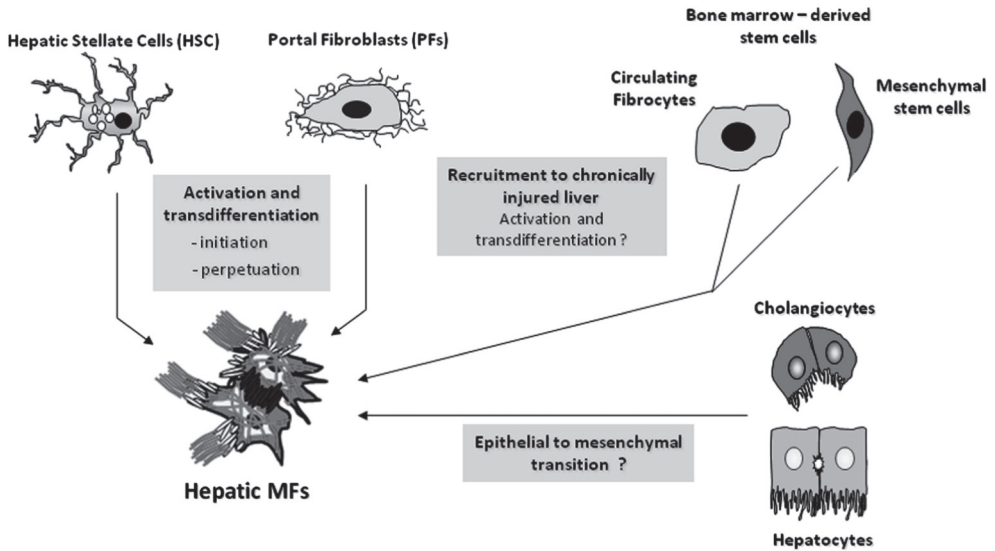 Hepatic Stellate Cells (HSC)
Portal Fibroblasts (PFs)
Bone marrow – derived
stem cells
Circulating
Fibrocytes
Mesenchymal
stem cells
Activation and
transdifferentiation
- initiation
- perpetuation
Recruitment to chronically
injured liver
Activation and
transdifferentiation ?
Cholangiocytes
Epithelial to mesenchymal
transition ?
Hepatic MFs
Hepatocytes